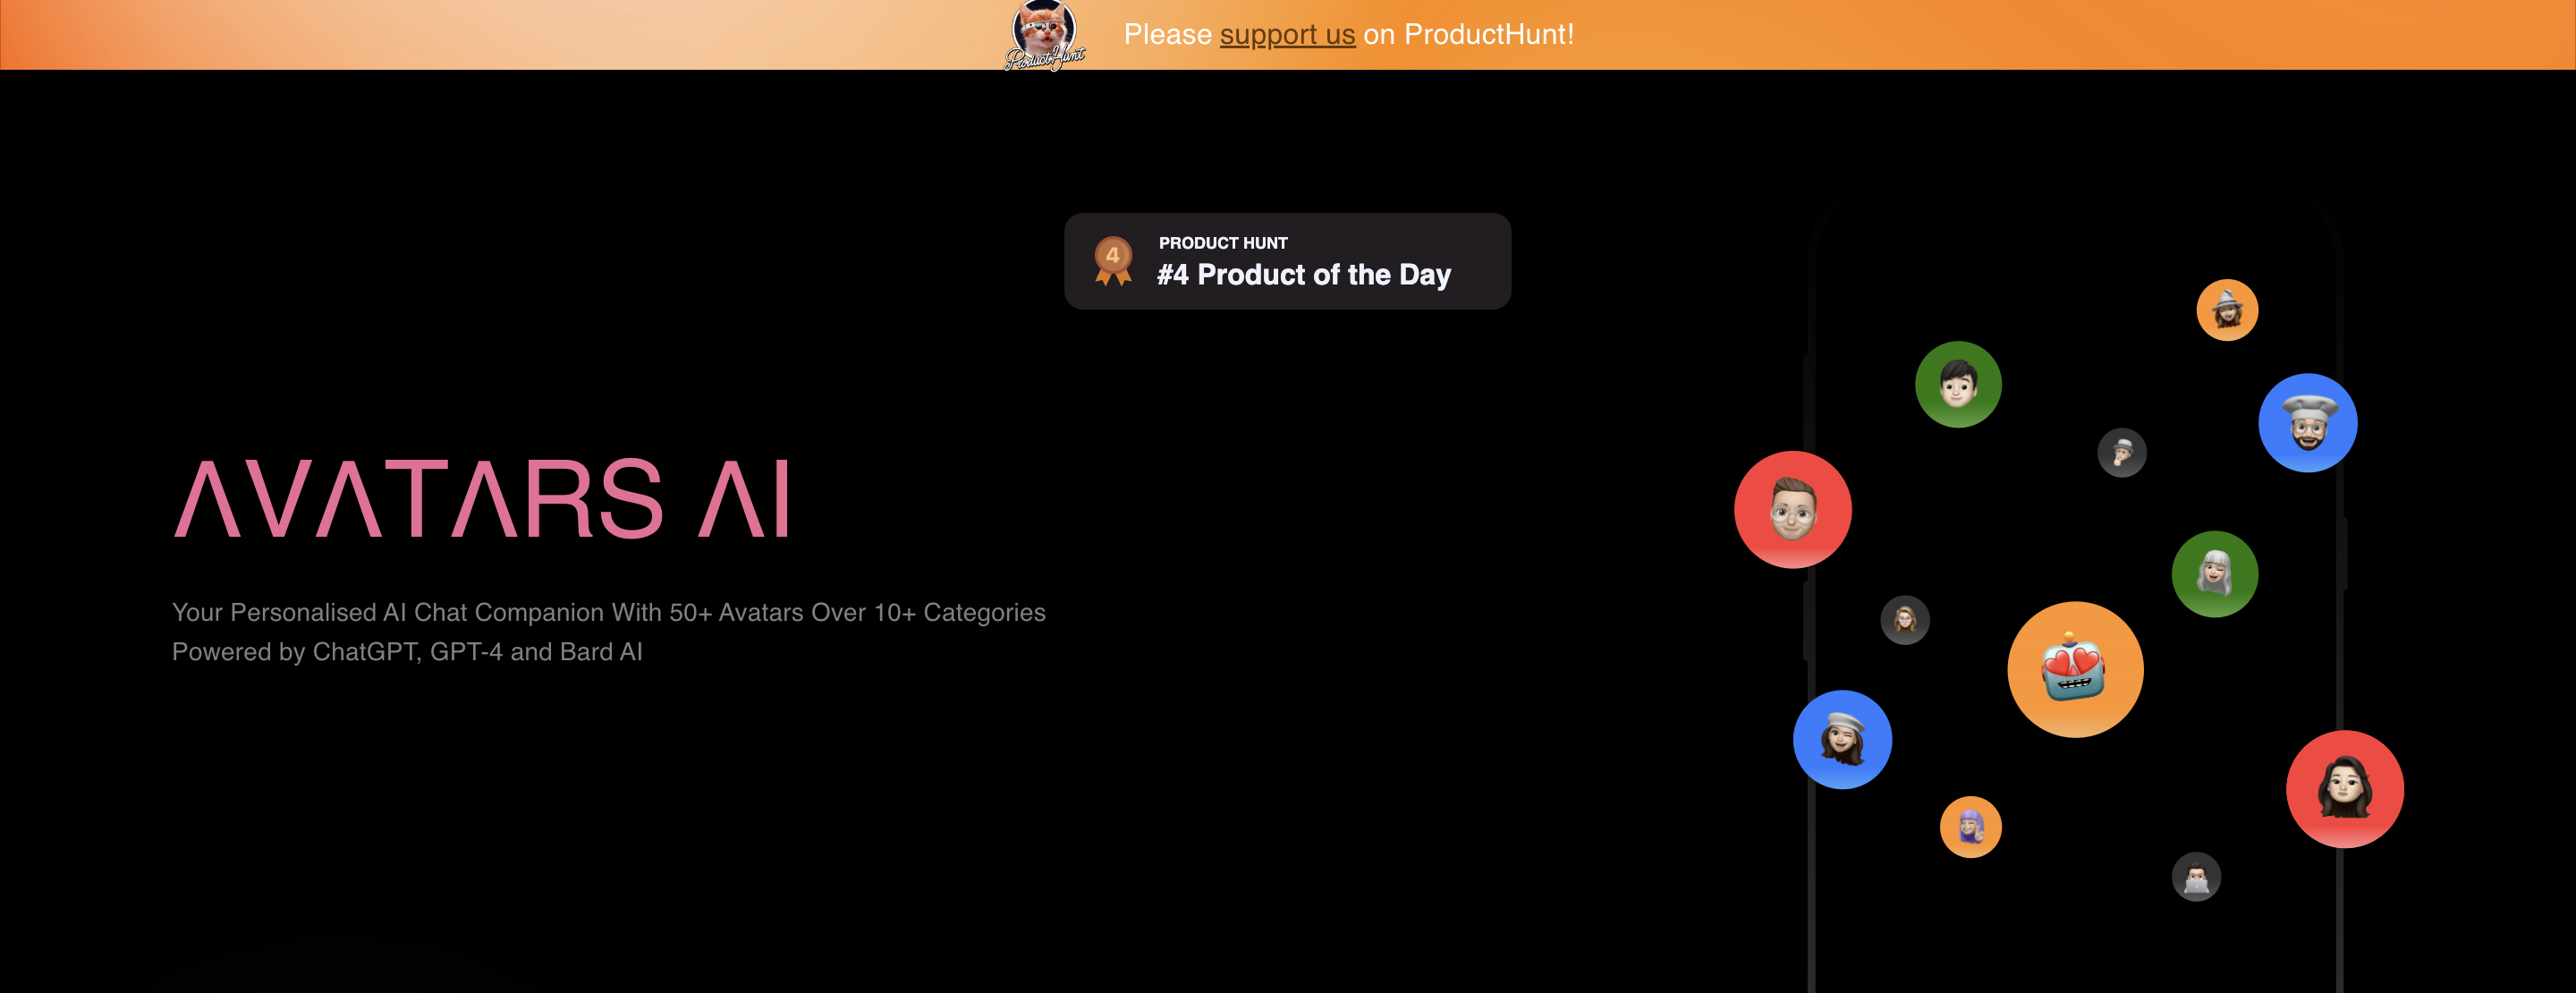 ProductHunt
Please support us on ProductHunt!
4
PRODUCT HUNT
#4 Product of the Day
ΛVΛTΛRS ΛI
Your Personalised AI Chat Companion With 50+ Avatars Over 10+ Categories
Powered by ChatGPT, GPT-4 and Bard AI